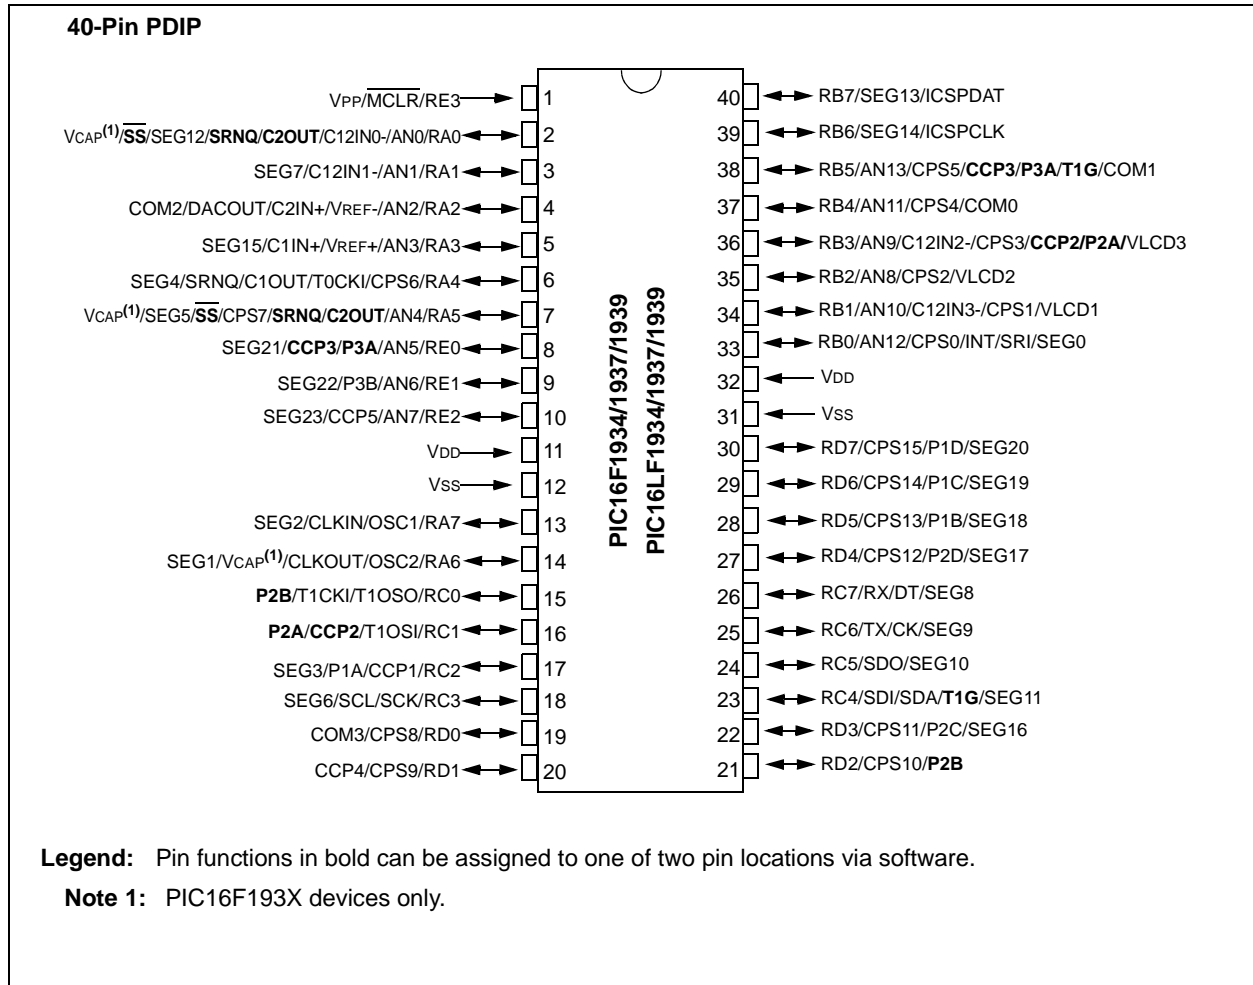 40-Pin PDIP
VPP/MCLR/RE3 1
VCAP(1)/SS/SEG12/SRNQ/C2OUT/C12IN0-/AN0/RA0 2
SEG7/C12IN1-/AN1/RA1 3
COM2/DACOUT/C2IN+/VREF-/AN2/RA2 4
SEG15/C1IN+/VREF+/AN3/RA3 5
SEG4/SRNQ/C1OUT/T0CKI/CPS6/RA4 6
VCAP(1)/SEG5/SS/CPS7/SRNQ/C2OUT/AN4/RA5 7
SEG21/CCP3/P3A/AN5/RE0 8
SEG22/P3B/AN6/RE1 9
SEG23/CCP5/AN7/RE2 10
VDD 11
VSS 12
SEG2/CLKIN/OSC1/RA7 13
SEG1/VCAP(1)/CLKOUT/OSC2/RA6 14
P2B/T1CKI/T1OSO/RC0 15
P2A/CCP2/T1OSI/RC1 16
SEG3/P1A/CCP1/RC2 17
SEG6/SCL/SCK/RC3 18
COM3/CPS8/RD0 19
CCP4/CPS9/RD1 20
PIC16F1934/1937/1939
PIC16LF1934/1937/1939
40 RB7/SEG13/ICSPDAT
39 RB6/SEG14/ICSPCLK
38 RB5/AN13/CPS5/CCP3/P3A/T1G/COM1
37 RB4/AN11/CPS4/COM0
36 RB3/AN9/C12IN2-/CPS3/CCP2/P2A/VLCD3
35 RB2/AN8/CPS2/VLCD2
34 RB1/AN10/C12IN3-/CPS1/VLCD1
33 RB0/AN12/CPS0/INT/SRI/SEG0
32 VDD
31 VSS
30 RD7/CPS15/P1D/SEG20
29 RD6/CPS14/P1C/SEG19
28 RD5/CPS13/P1B/SEG18
27 RD4/CPS12/P2D/SEG17
26 RC7/RX/DT/SEG8
25 RC6/TX/CK/SEG9
24 RC5/SDO/SEG10
23 RC4/SDI/SDA/T1G/SEG11
22 RD3/CPS11/P2C/SEG16
21 RD2/CPS10/P2B
Legend: Pin functions in bold can be assigned to one of two pin locations via software.
Note 1: PIC16F193X devices only.